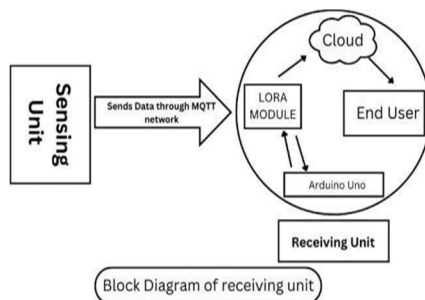 Sensing
Unit
Sends Data through MQTT
network
Cloud
LORA
MODULE
End User
Arduino Uno
Receiving Unit
Block Diagram of receiving unit